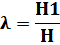 λ = H1/H